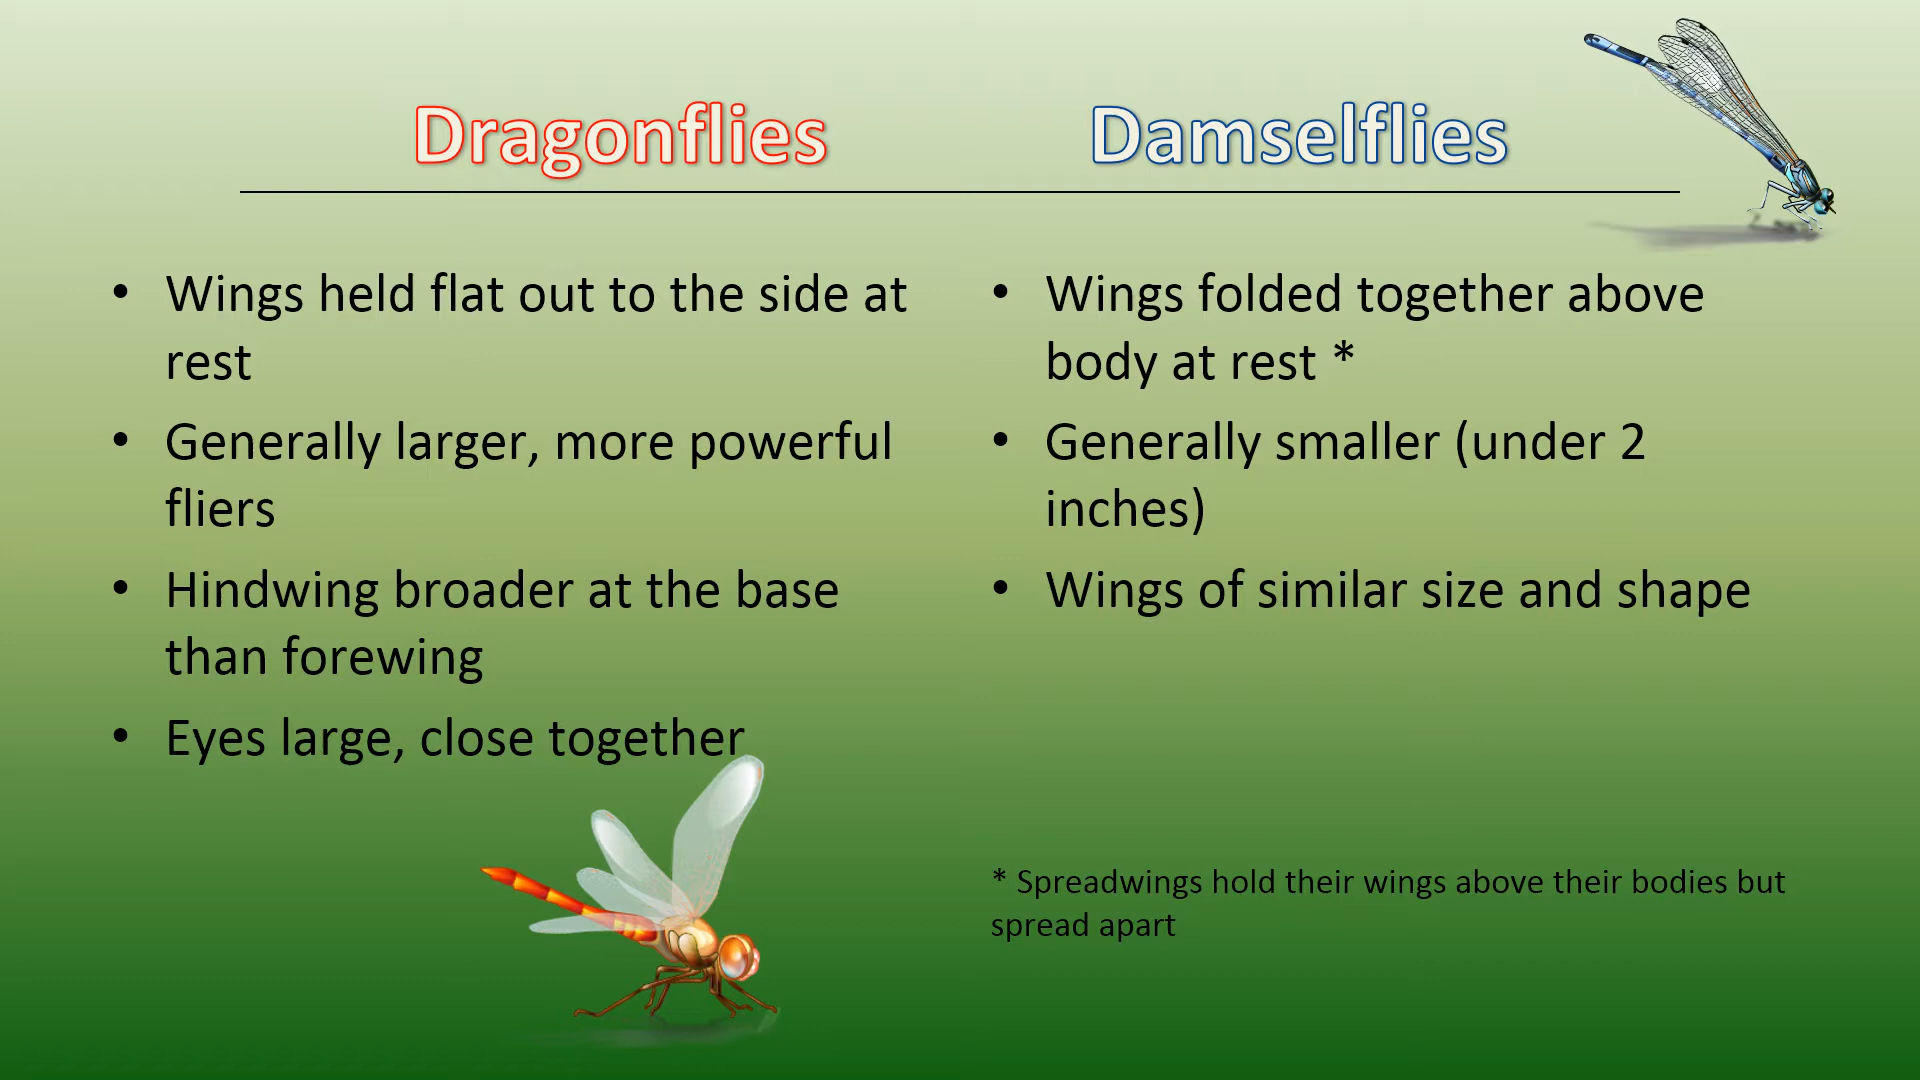 Dragonflies
Damselflies
• Wings held flat out to the side at
rest
• Generally larger, more powerful
fliers
• Hindwing broader at the base
than forewing
• Eyes large, close together
• Wings folded together above
body at rest *
• Generally smaller (under 2
inches)
• Wings of similar size and shape
* Spreadwings hold their wings above their bodies but
spread apart